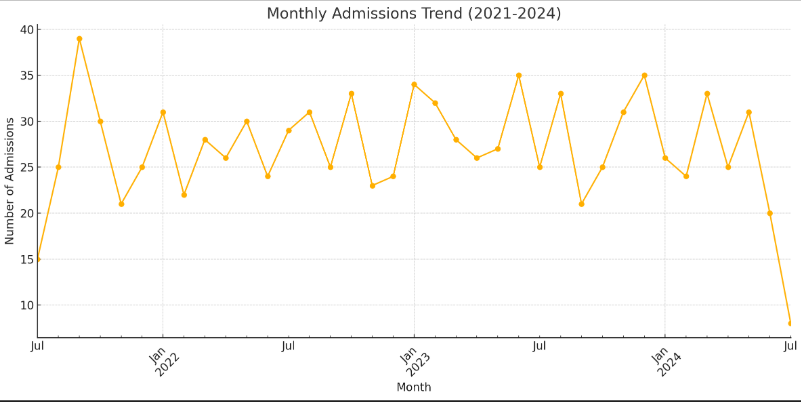 Monthly Admissions Trend (2021-2024)
Number of Admissions
40
35
30
25
20
15
10
Jul
Jan
2022
Jul
Jan
2023
Jul
Jan
2024
Jul
Month